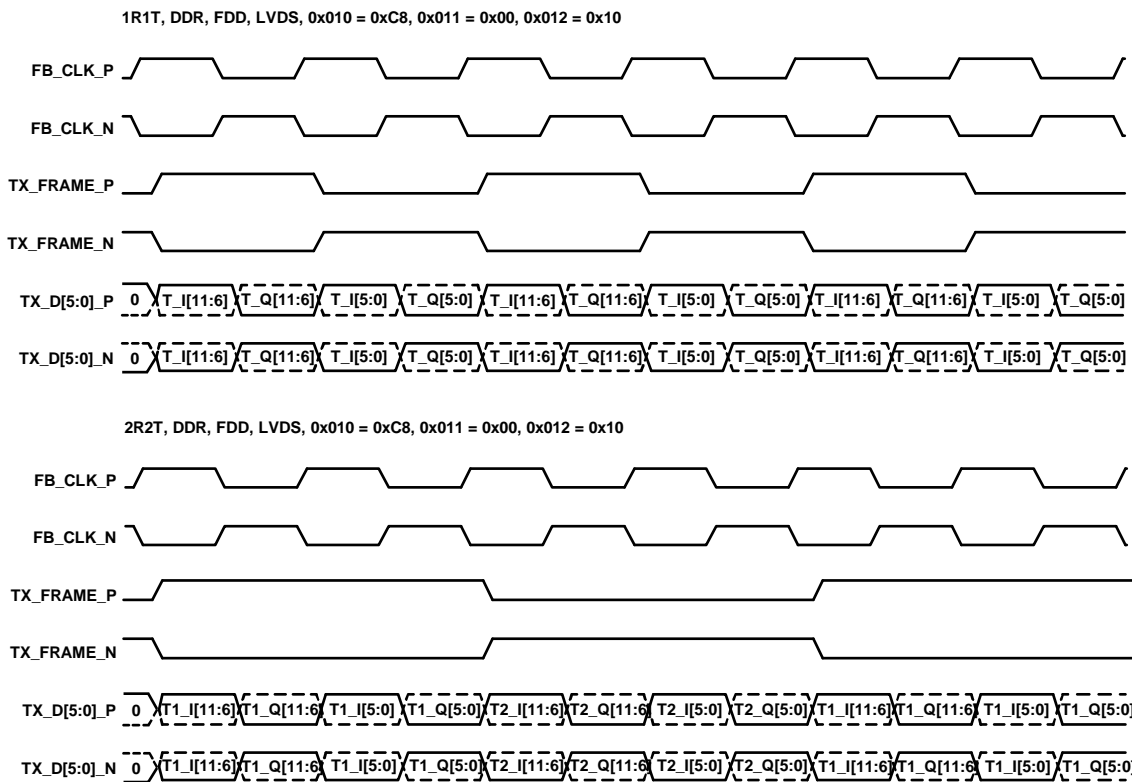 1R1T, DDR, FDD, LVDS, 0x010 = 0xC8, 0x011 = 0x00, 0x012 = 0x10
FB_CLK_P
FB_CLK_N
TX_FRAME_P
TX_FRAME_N
TX_D[5:0]_P 0 T_I[11:6] T_Q[11:6] T_I[5:0] T_Q[5:0] T_I[11:6] T_Q[11:6] T_I[5:0] T_Q[5:0] T_I[11:6] T_Q[11:6] T_I[5:0] T_Q[5:0]
TX_D[5:0]_N 0 T_I[11:6] T_Q[11:6] T_I[5:0] T_Q[5:0] T_I[11:6] T_Q[11:6] T_I[5:0] T_Q[5:0] T_I[11:6] T_Q[11:6] T_I[5:0] T_Q[5:0]
2R2T, DDR, FDD, LVDS, 0x010 = 0xC8, 0x011 = 0x00, 0x012 = 0x10
FB_CLK_P
FB_CLK_N
TX_FRAME_P
TX_FRAME_N
TX_D[5:0]_P 0 T1_I[11:6] T1_Q[11:6 T1_I[5:0] T1_Q[5:0] T2_I[11:6] T2_Q[11:6 T2_I[5:0] T2_Q[5:0] T1_I[11:6] T1_Q[11:6 T1_I[5:0] T1_Q[5:0]
TX_D[5:0]_N 0 T1_I[11:6] T1_Q[11:6 T1_I[5:0] T1_Q[5:0] T2_I[11:6] T2_Q[11:6 T2_I[5:0] T2_Q[5:0] T1_I[11:6] T1_Q[11:6 T1_I[5:0] T1_Q[5:0]